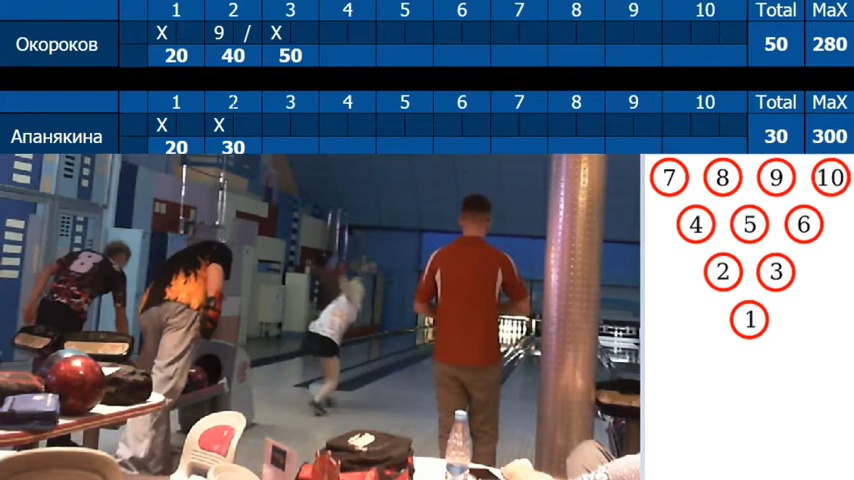 1 2 3 4 5 6 7 8 9 10 Total MaX
Окороков X 9 / X 50 280
20 40 50
1 2 3 4 5 6 7 8 9 10 Total MaX
Апанякина X X 30 300
20 30
7 8 9 10
4 5 6
2 3
1
8